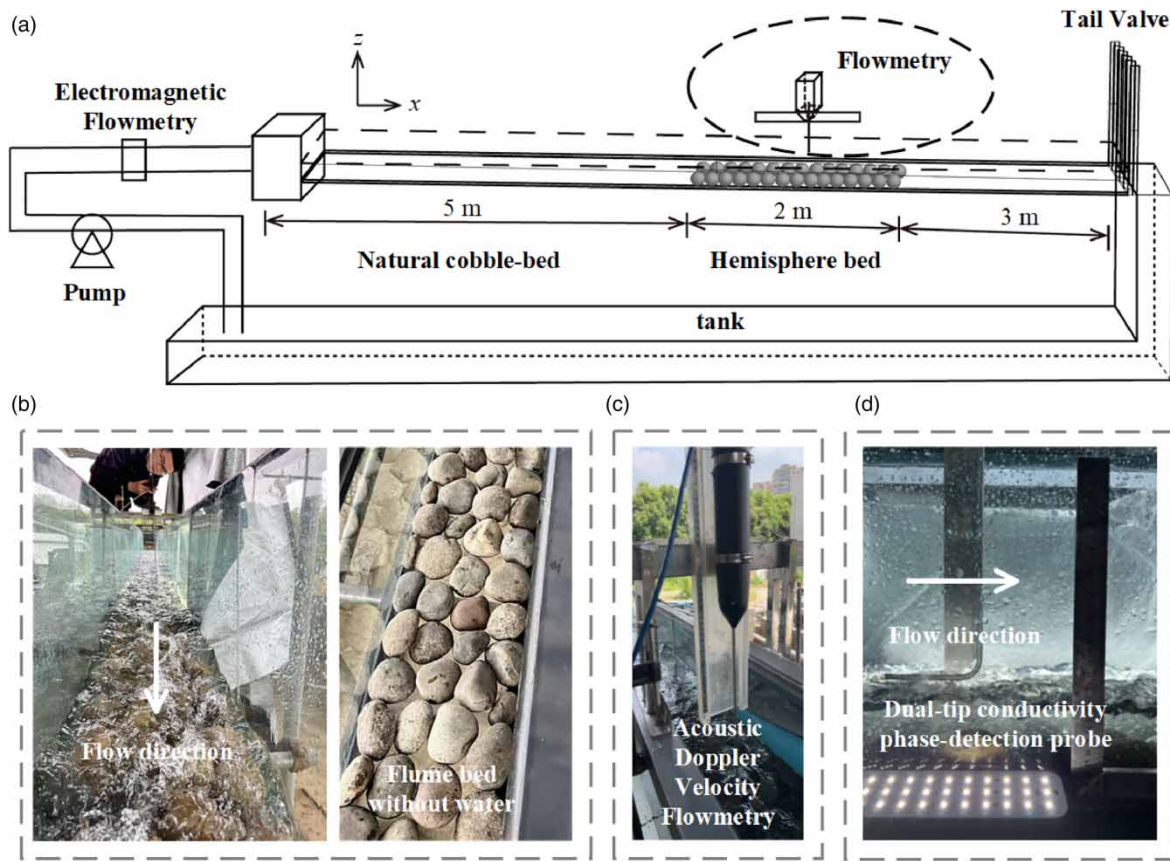 (a)
Tail Valve
z
x
Flowmetry
Electromagnetic
Flowmetry
5 m
2 m
3 m
Natural cobble-bed
Hemisphere bed
Pump
tank
(b)
(c)
(d)
Flow direction
Flume bed
without water
Acoustic
Doppler
Velocity
Flowmetry
Flow direction
Dual-tip conductivity
phase-detection probe